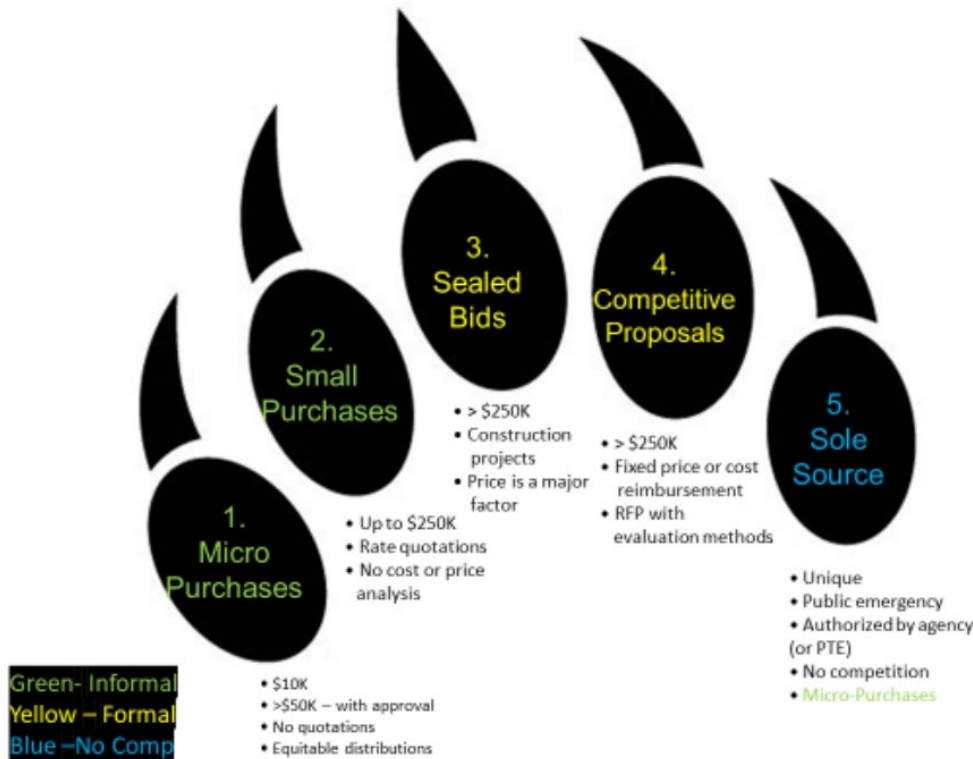 1.
Micro
Purchases
• $10K
• >$50K – with approval
• No quotations
• Equitable distributions
2.
Small
Purchases
• Up to $250K
• Rate quotations
• No cost or price
analysis
3.
Sealed
Bids
• > $250K
• Construction
projects
• Price is a major
factor
4.
Competitive
Proposals
• > $250K
• Fixed price or cost
reimbursement
• RFP with
evaluation methods
5.
Sole
Source
• Unique
• Public emergency
• Authorized by agency
(or PTE)
• No competition
• Micro-Purchases
Green- Informal
Yellow – Formal
Blue –No Comp